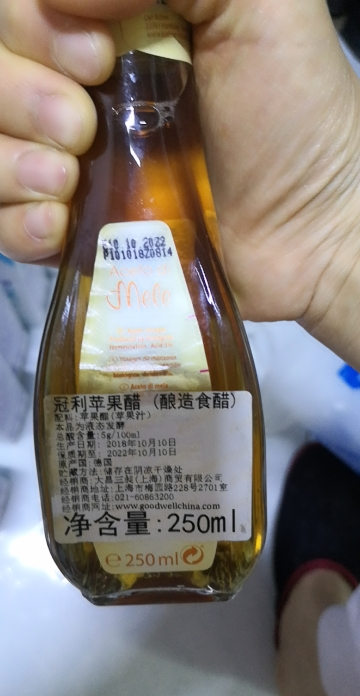 10 10 2022
P101018Z0814
Mele
Aceto di mela
冠利苹果醋（酿造食醋）
配料：苹果醋(苹果汁)
本品为液态发酵
总酸含量:5g/100ml
生产日期：2018年10月10日
保质期至：2022年10月10日
原产国:德国
贮藏方法:储存在阴凉干燥处
经销商：大昌三昶(上海)商贸有限公司
经销商地址:上海市梅园路228号2701室
经销商电话:021-60863200
经销商网址:www.goodwellchina.com
净含量:250ml
e 250ml